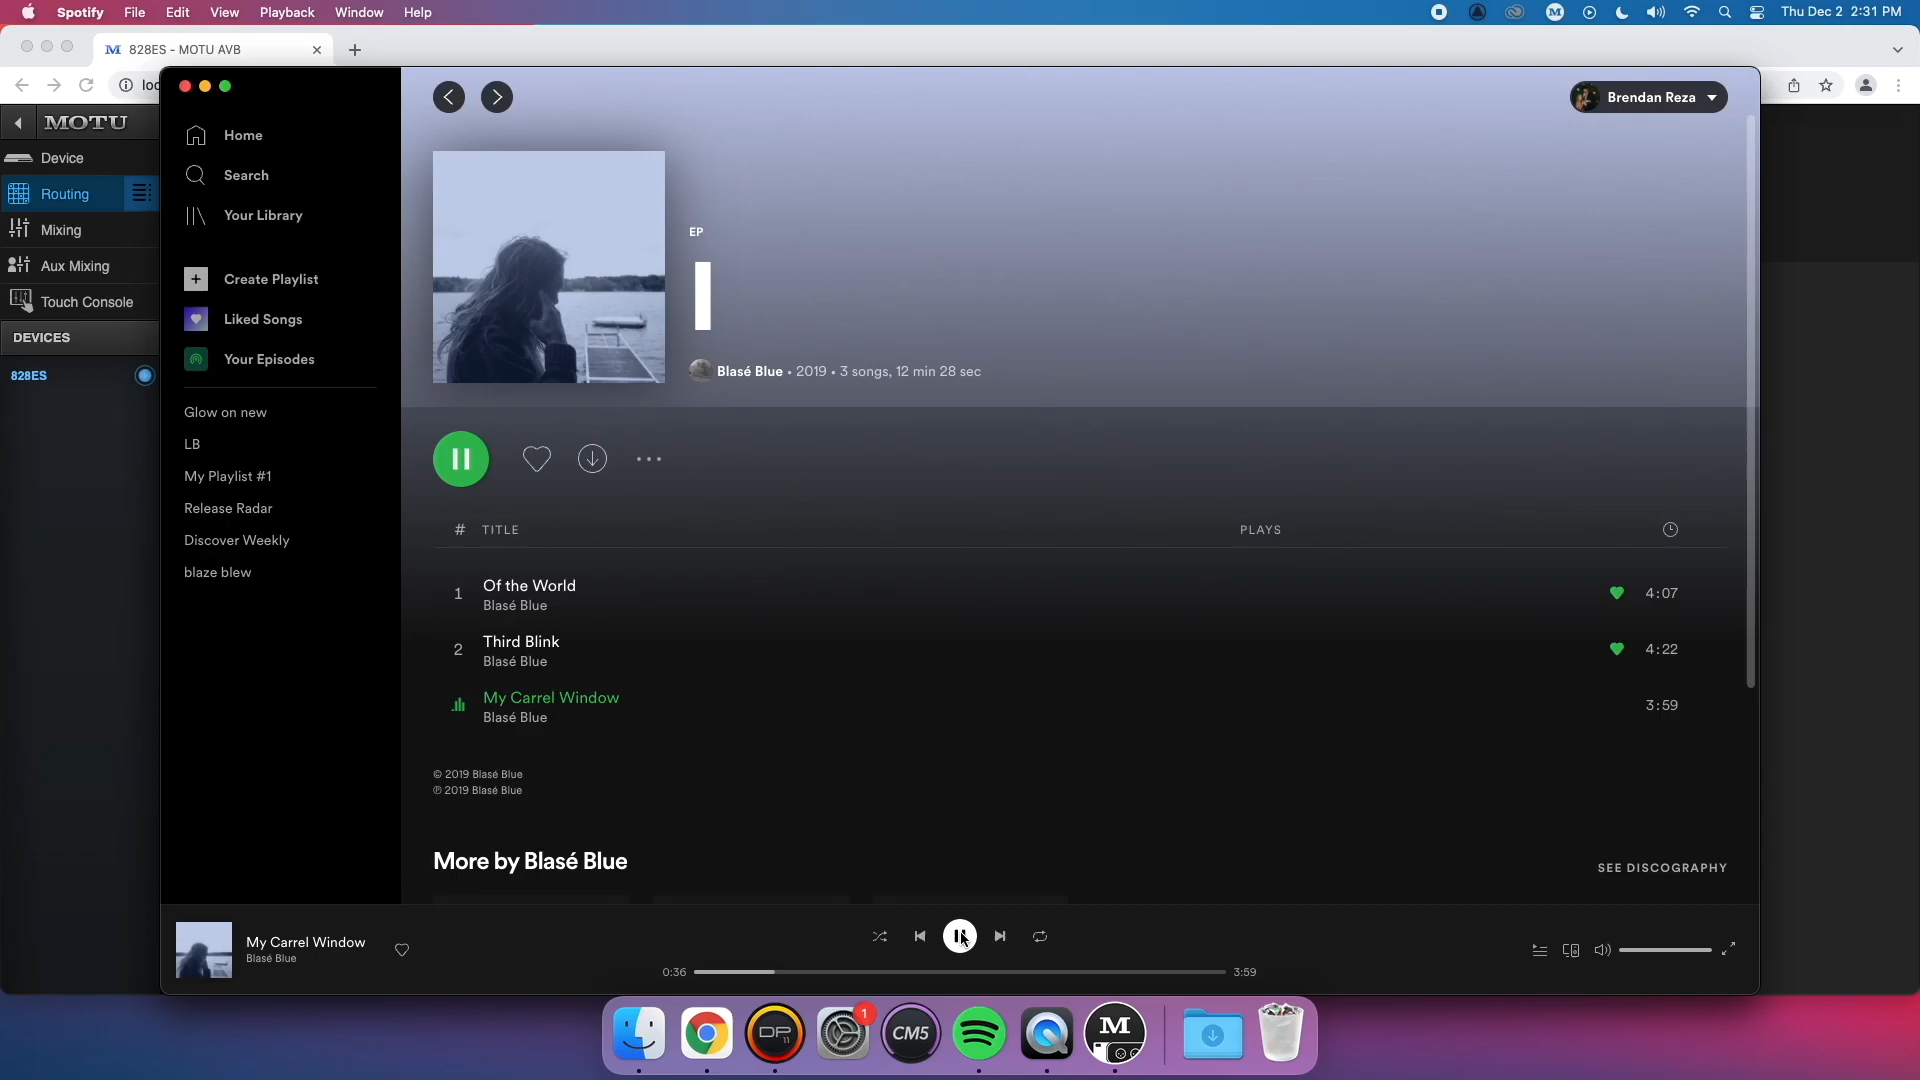 Spotify File Edit View Playback Window Help
Thu Dec 2 2:31 PM
M 828ES - MOTU AVB
loc
MOTU
Device
Routing
Mixing
Aux Mixing
Touch Console
DEVICES
828ES
Home
Search
Your Library
Create Playlist
Liked Songs
Your Episodes
Glow on new
LB
My Playlist #1
Release Radar
Discover Weekly
blaze blew
Brendan Reza
EP
I
Blasé Blue • 2019 • 3 songs, 12 min 28 sec
# TITLE PLAYS
1 Of the World 4:07
Blasé Blue
2 Third Blink 4:22
Blasé Blue
My Carrel Window 3:59
Blasé Blue
© 2019 Blasé Blue
℗ 2019 Blasé Blue
More by Blasé Blue
SEE DISCOGRAPHY
My Carrel Window
Blasé Blue
0:36 3:59
DP 11
1
CM5
M